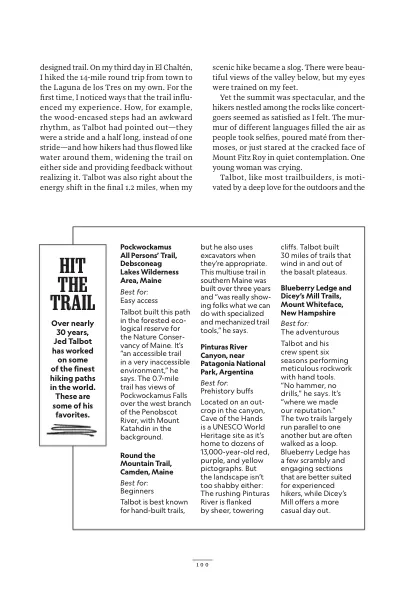 designed trail. On my third day in El Chaltén,
I hiked the 14-mile round trip from town to
the Laguna de los Tres on my own. For the
first time, I noticed ways that the trail influ-
enced my experience. How, for example,
the wood-encased steps had an awkward
rhythm, as Talbot had pointed out—they
were a stride and a half long, instead of one
stride—and how hikers had thus flowed like
water around them, widening the trail on
either side and providing feedback without
realizing it. Talbot was also right about the
energy shift in the final 1.2 miles, when my
scenic hike became a slog. There were beau-
tiful views of the valley below, but my eyes
were trained on my feet.
Yet the summit was spectacular, and the
hikers nestled among the rocks like concert-
goers seemed as satisfied as I was. The mur-
mur of different languages filled the air as
people took selfies, poured maté from ther-
moses, or just stared at the cracked face of
Mount Fitz Roy in quiet contemplation. One
young woman was crying.
Talbot, like most trailbuilders, is moti-
vated by a deep love for the outdoors and the
HIT
THE
TRAIL
Over nearly
30 years,
Jed Talbot
has worked
on some
of the finest
hiking paths
in the world.
These are
some of his
favorites.
Pockwockamus
All Persons' Trail,
Debsconeag
Lakes Wilderness
Area, Maine
Best for:
Easy access
Talbot built this path
in the forested eco-
logical reserve for
the Nature Conser-
vancy of Maine. It's
"an accessible trail
in a very inaccessible
environment," he
says. The 0.7-mile
trail has views of
Pockwockamus Falls
over the west branch
of the Penobscot
River, with Mount
Katahdin in the
background.
Round the
Mountain Trail,
Camden, Maine
Best for:
Beginners
Talbot is best known
for hand-built trails,
but he also uses
excavators when
they're appropriate.
This multiuse trail in
southern Maine was
built over three years
and "was really show-
ing folks what we can
do with specialized
and mechanized trail
tools," he says.
Pinturas River
Canyon, near
Patagonia National
Park, Argentina
Best for:
Prehistory buffs
Located on an out-
crop in the canyon,
Cave of the Hands
is a UNESCO World
Heritage site as it's
home to dozens of
13,000-year-old red,
purple, and yellow
pictographs. But
the landscape isn't
too shabby either:
The rushing Pinturas
River is flanked
by sheer, towering
cliffs. Talbot built
30 miles of trails that
wind in and out of
the basalt plateaus.
Blueberry Ledge and
Dicey's Mill Trails,
Mount Whiteface,
New Hampshire
Best for:
The adventurous
Talbot and his
crew spent six
seasons performing
meticulous rockwork
with hand tools.
"No hammer, no
drills," he says. It's
"where we made
our reputation."
The two trails largely
run parallel to one
another but are often
walked as a loop.
Blueberry Ledge has
a few scrambly and
engaging sections
that are better suited
for experienced
hikers, while Dicey's
Mill offers a more
casual day out.
100